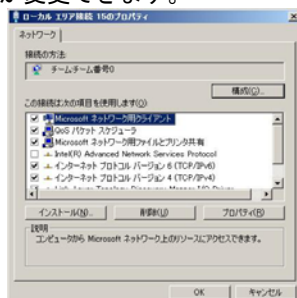 変更できます。
ローカル エリア接続 15のプロパティ
ネットワーク
接続の方法:
チームチーム番号0
構成(C)...
この接続は次の項目を使用します(O):
Microsoft ネットワーク用クライアント
QoS パケット スケジューラ
Microsoft ネットワーク用ファイルとプリンタ共有
Intel(R) Advanced Network Services Protocol
インターネット プロトコル バージョン 6 (TCP/IPv6)
インターネット プロトコル バージョン 4 (TCP/IPv4)
インストール(N)...
削除(U)
プロパティ(R)
説明
コンピュータから Microsoft ネットワーク上のリソースにアクセスできます。
OK
キャンセル